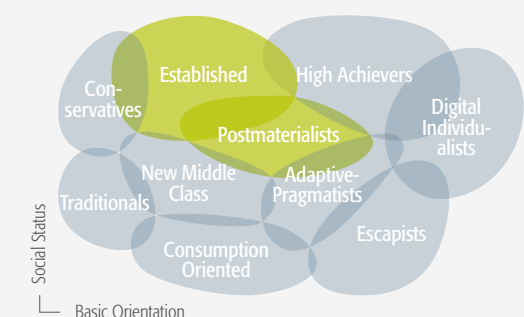 Established
High Achievers
Con-
servatives
Digital
Individu-
alists
Postmaterialists
New Middle
Class
Adaptive-
Pragmatists
Traditionals
Escapists
Consumption
Oriented
Social Status
Basic Orientation